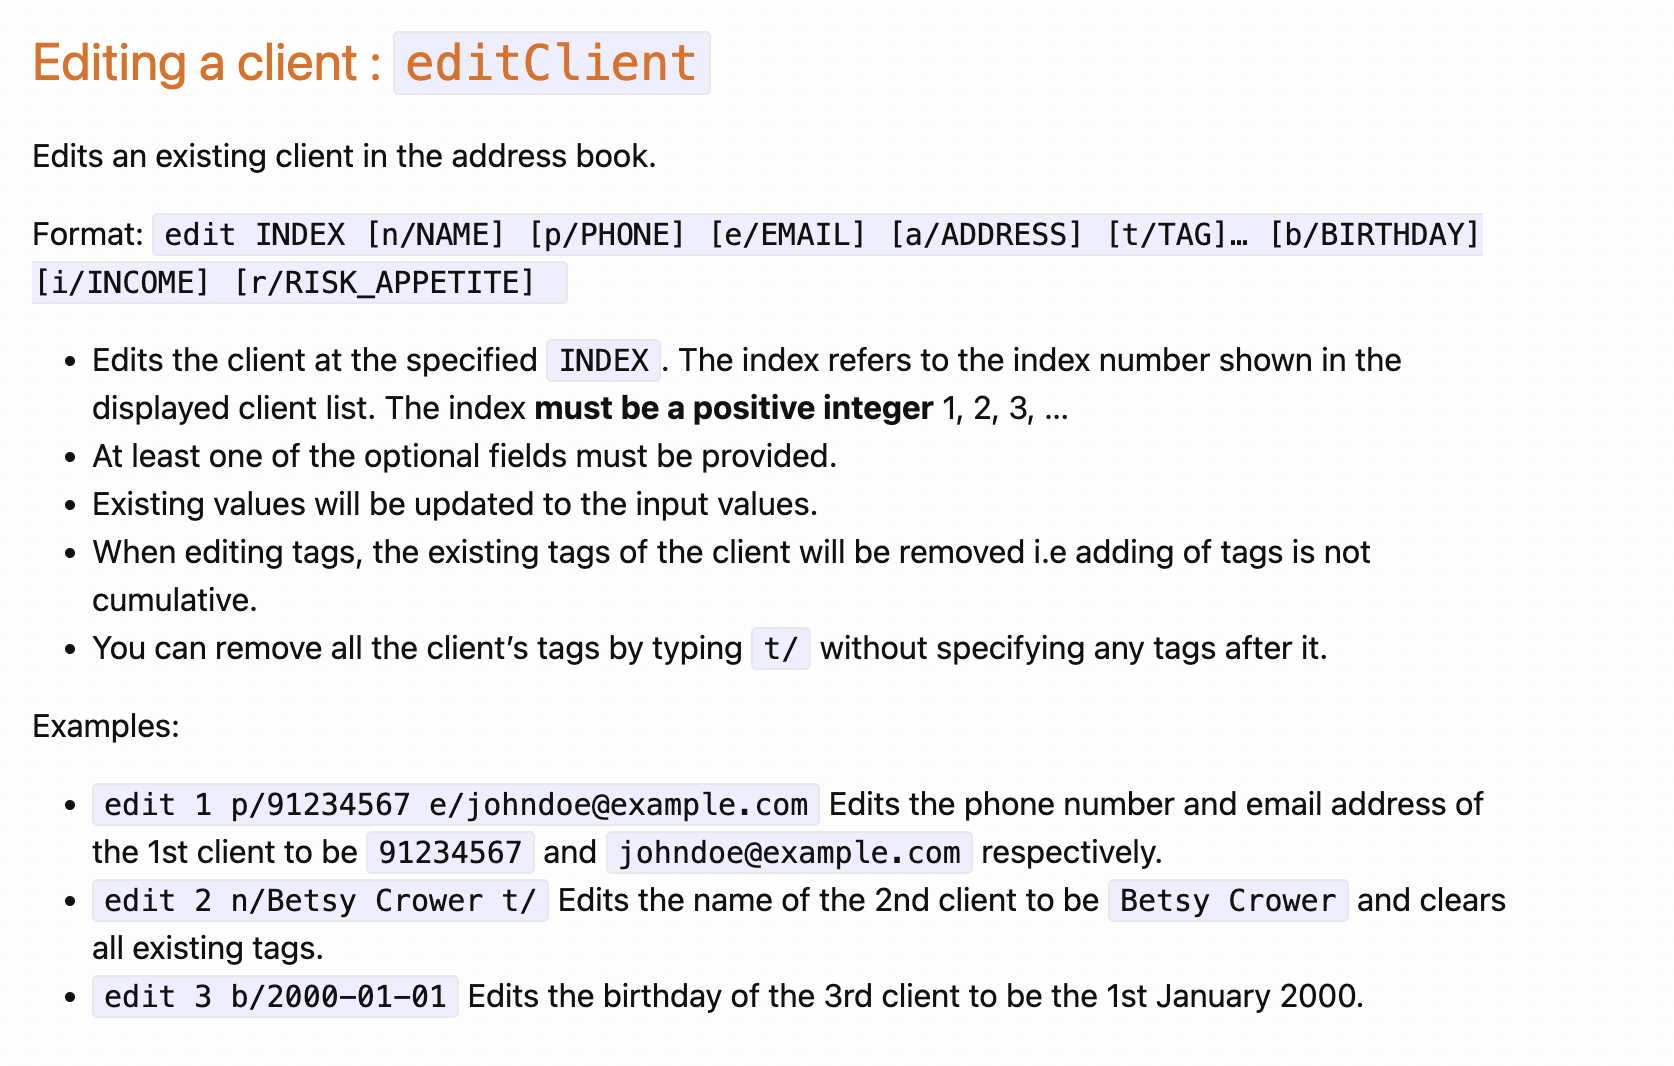 Editing a client : editClient
Edits an existing client in the address book.
Format: edit INDEX [n/NAME] [p/PHONE] [e/EMAIL] [a/ADDRESS] [t/TAG]… [b/BIRTHDAY]
[i/INCOME] [r/RISK_APPETITE]
• Edits the client at the specified INDEX. The index refers to the index number shown in the
displayed client list. The index must be a positive integer 1, 2, 3, …
• At least one of the optional fields must be provided.
• Existing values will be updated to the input values.
• When editing tags, the existing tags of the client will be removed i.e adding of tags is not
cumulative.
• You can remove all the client’s tags by typing t/ without specifying any tags after it.
Examples:
• edit 1 p/91234567 e/johndoe@example.com Edits the phone number and email address of
the 1st client to be 91234567 and johndoe@example.com respectively.
• edit 2 n/Betsy Crower t/ Edits the name of the 2nd client to be Betsy Crower and clears
all existing tags.
• edit 3 b/2000-01-01 Edits the birthday of the 3rd client to be the 1st January 2000.